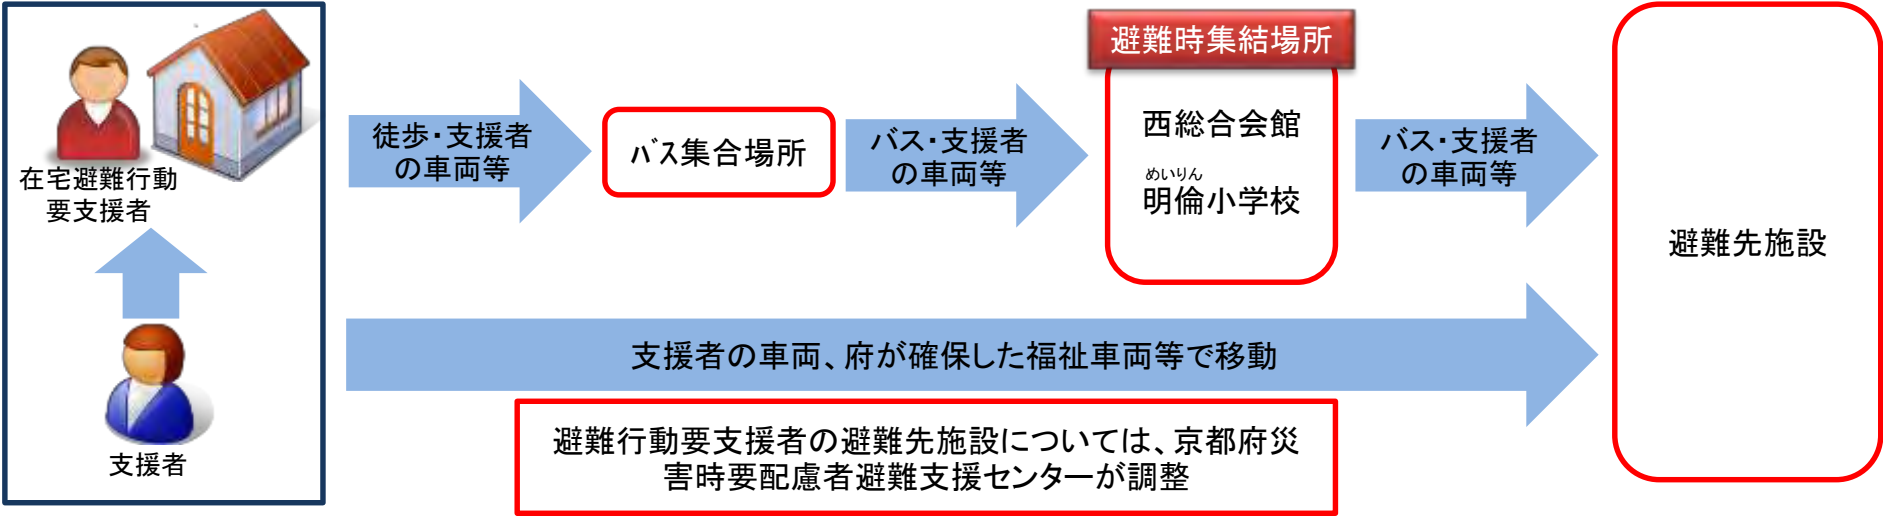 在宅避難行動
要支援者
支援者
徒歩・支援者
の車両等
バス集合場所
バス・支援者
の車両等
避難時集結場所
西総合会館
めいりん
明倫小学校
バス・支援者
の車両等
避難先施設
支援者の車両、府が確保した福祉車両等で移動
避難行動要支援者の避難先施設については、京都府災
害時要配慮者避難支援センターが調整